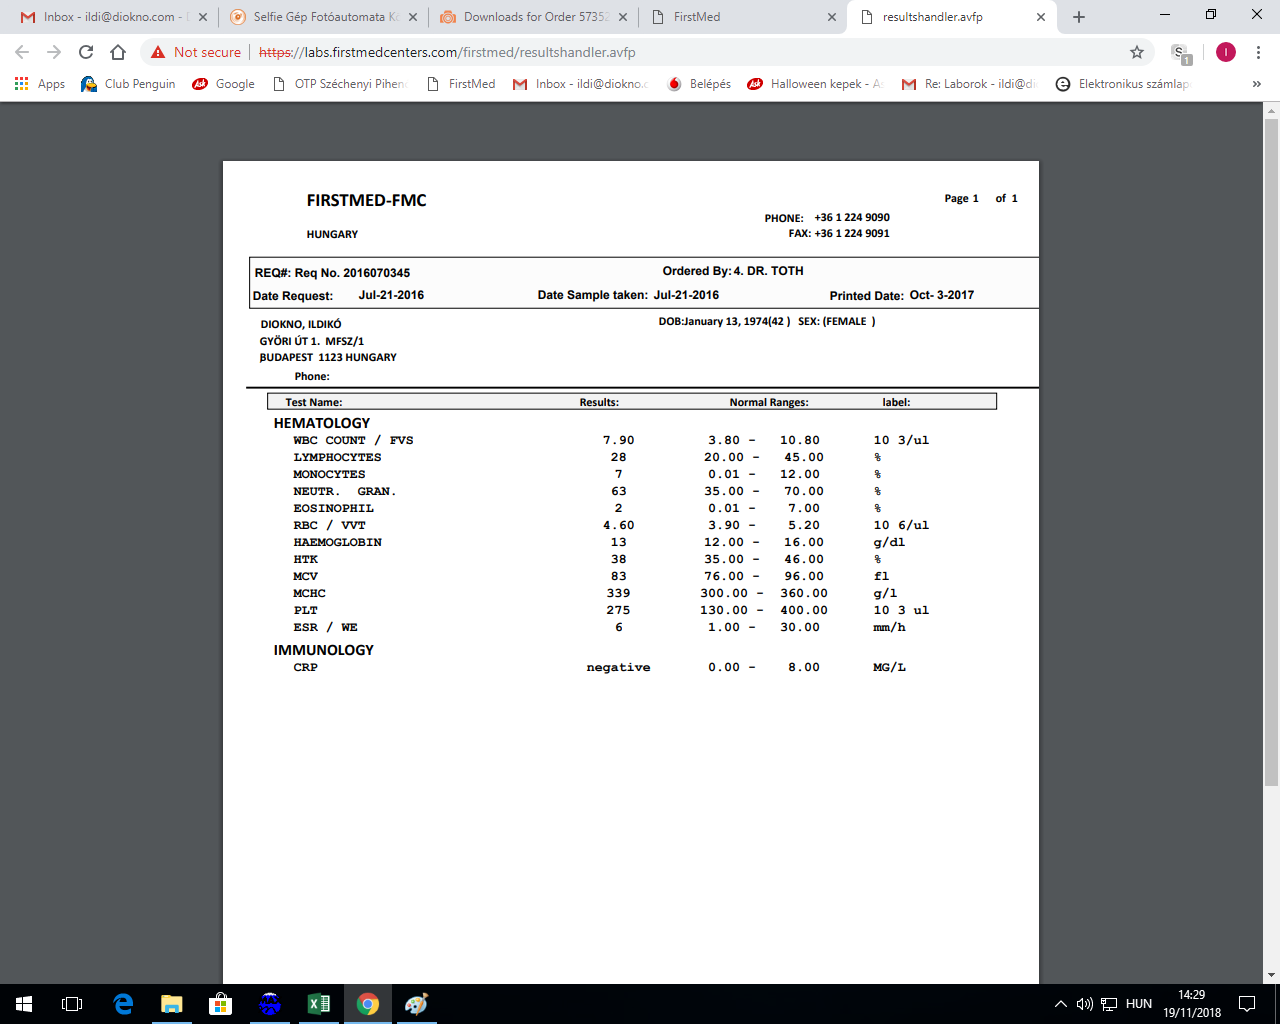 Inbox - ildi@diokno.com -
Selfie Gép Fotóautomata
Downloads for Order 5735
FirstMed
resultshandler.avfp
Not secure | https://labs.firstmedcenters.com/firstmed/resultshandler.avfp
S 1 I
Apps Club Penguin Google OTP Széchenyi Pihen FirstMed Inbox - ildi@diokno.c Belépés Halloween kepek - A Re: Laborok - ildi@di Elektronikus számlap »
FIRSTMED-FMC
Page 1 of 1
PHONE: +36 1 224 9090
HUNGARY
FAX: +36 1 224 9091
REQ#: Req No. 2016070345 Ordered By: 4. DR. TOTH
Date Request: Jul-21-2016 Date Sample taken: Jul-21-2016 Printed Date: Oct- 3-2017
DIOKNO, ILDIKÓ DOB:January 13, 1974(42 ) SEX: (FEMALE )
GYÖRI ÚT 1. MFSZ/1
BUDAPEST 1123 HUNGARY
Phone:
Test Name: Results: Normal Ranges: label:
HEMATOLOGY
WBC COUNT / FVS 7.90 3.80 - 10.80 10 3/ul
LYMPHOCYTES 28 20.00 - 45.00 %
MONOCYTES 7 0.01 - 12.00 %
NEUTR. GRAN. 63 35.00 - 70.00 %
EOSINOPHIL 2 0.01 - 7.00 %
RBC / VVT 4.60 3.90 - 5.20 10 6/ul
HAEMOGLOBIN 13 12.00 - 16.00 g/dl
HTK 38 35.00 - 46.00 %
MCV 83 76.00 - 96.00 fl
MCHC 339 300.00 - 360.00 g/l
PLT 275 130.00 - 400.00 10 3 ul
ESR / WE 6 1.00 - 30.00 mm/h
IMMUNOLOGY
CRP negative 0.00 - 8.00 MG/L
HUN 14:29
19/11/2018